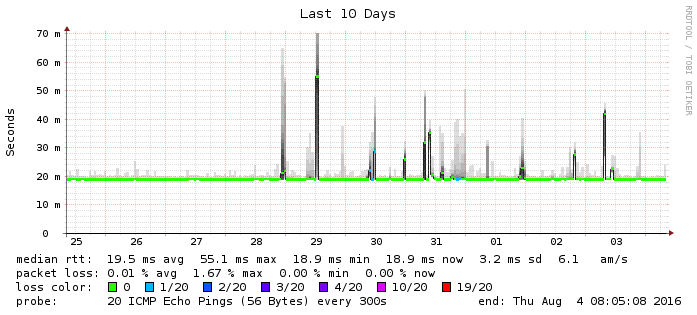 Last 10 Days
RRDTOOL / TOBI OETIKER
Seconds
70 m
60 m
50 m
40 m
30 m
20 m
10 m
0
25 26 27 28 29 30 31 01 02 03
median rtt: 19.5 ms avg 55.1 ms max 18.9 ms min 18.9 ms now 3.2 ms sd 6.1 am/s
packet loss: 0.01 % avg 1.67 % max 0.00 % min 0.00 % now
loss color: 0 1/20 2/20 3/20 4/20 10/20 19/20
probe: 20 ICMP Echo Pings (56 Bytes) every 300s end: Thu Aug 4 08:05:08 2016